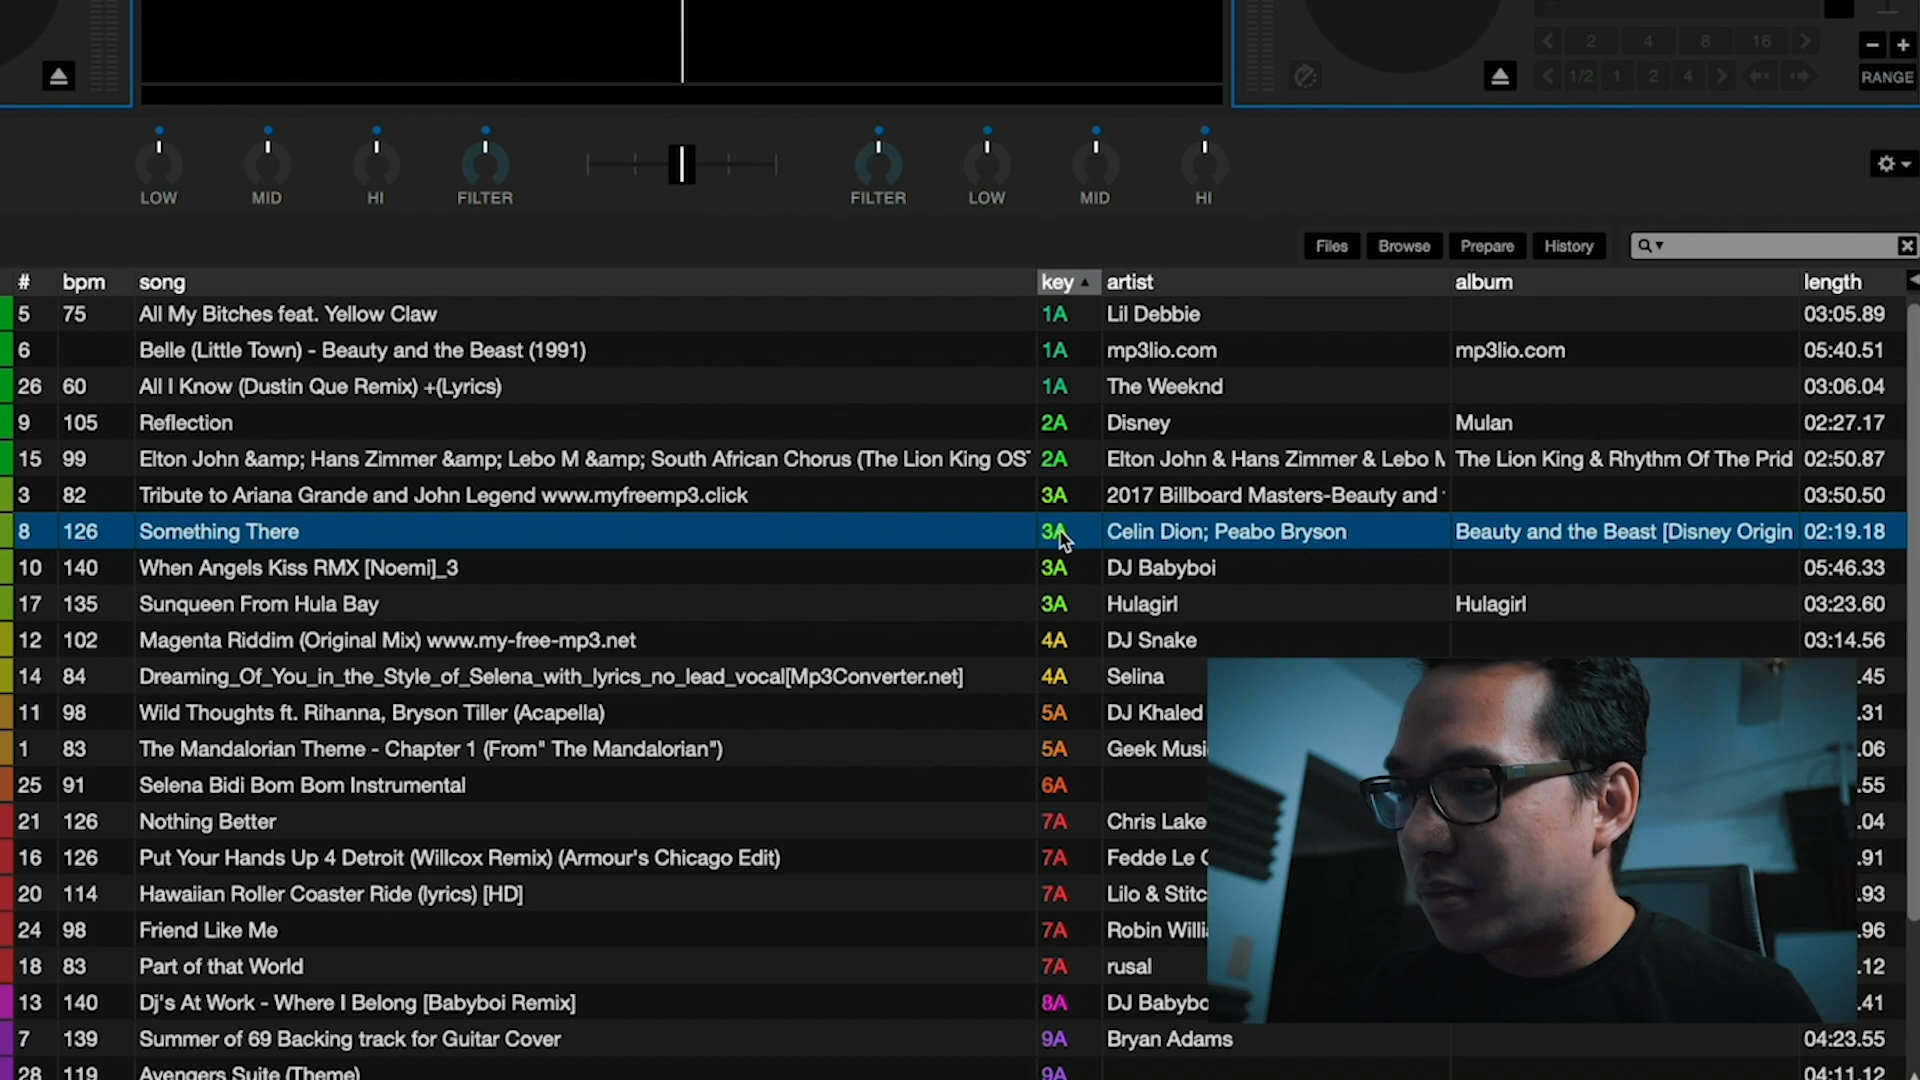 2 4 8 16
1/2 1 2 4
RANGE
LOW MID HI FILTER FILTER LOW MID HI
Files Browse Prepare History
# bpm song key artist album length
5 75 All My Bitches feat. Yellow Claw 1A Lil Debbie 03:05.89
6 Belle (Little Town) - Beauty and the Beast (1991) 1A mp3lio.com mp3lio.com 05:40.51
26 60 All I Know (Dustin Que Remix) +(Lyrics) 1A The Weeknd 03:06.04
9 105 Reflection 2A Disney Mulan 02:27.17
15 99 Elton John &amp; Hans Zimmer &amp; Lebo M &amp; South African Chorus (The Lion King OS 2A Elton John & Hans Zimmer & Lebo The Lion King & Rhythm Of The Prid 02:50.87
3 82 Tribute to Ariana Grande and John Legend www.myfreemp3.click 3A 2017 Billboard Masters-Beauty and 03:50.50
8 126 Something There 3A Celin Dion; Peabo Bryson Beauty and the Beast [Disney Origin 02:19.18
10 140 When Angels Kiss RMX [Noemi]_3 3A DJ Babyboi 05:46.33
17 135 Sunqueen From Hula Bay 3A Hulagirl Hulagirl 03:23.60
12 102 Magenta Riddim (Original Mix) www.my-free-mp3.net 4A DJ Snake 03:14.56
14 84 Dreaming_Of_You_in_the_Style_of_Selena_with_lyrics_no_lead_vocal[Mp3Converter.net] 4A Selina .45
11 98 Wild Thoughts ft. Rihanna, Bryson Tiller (Acapella) 5A DJ Khaled .31
1 83 The Mandalorian Theme - Chapter 1 (From" The Mandalorian") 5A Geek Musi .06
25 91 Selena Bidi Bom Bom Instrumental 6A .55
21 126 Nothing Better 7A Chris Lake .04
16 126 Put Your Hands Up 4 Detroit (Willcox Remix) (Armour's Chicago Edit) 7A Fedde Le .91
20 114 Hawaiian Roller Coaster Ride (lyrics) [HD] 7A Lilo & Stitc .93
24 98 Friend Like Me 7A Robin Willi .96
18 83 Part of that World 7A rusal .12
13 140 Dj's At Work - Where I Belong [Babyboi Remix] 8A DJ Babybo .41
7 139 Summer of 69 Backing track for Guitar Cover 9A Bryan Adams 04:23.55
28 119 Avengers Suite (Theme) 9A 04:11.12